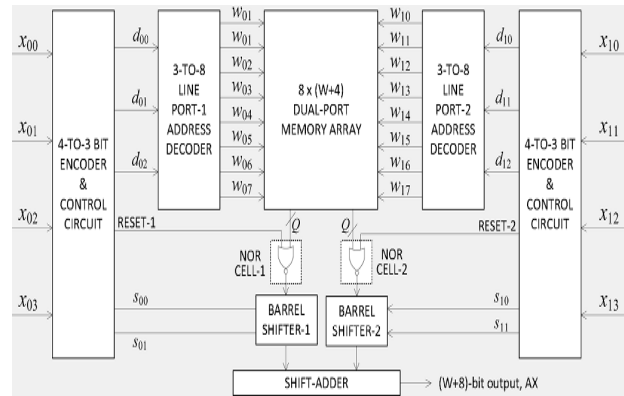 x00
x01
x02
x03
4-TO-3 BIT
ENCODER
&
CONTROL
CIRCUIT
d00
d01
d02
3-TO-8
LINE
PORT-1
ADDRESS
DECODER
w01
w01
w02
w03
w04
w05
w06
w07
8 x (W+4)
DUAL-PORT
MEMORY ARRAY
w10
w11
w12
w13
w14
w15
w16
w17
3-TO-8
LINE
PORT-2
ADDRESS
DECODER
d10
d11
d12
4-TO-3 BIT
ENCODER
&
CONTROL
CIRCUIT
x10
x11
x12
x13
RESET-1
Q
Q
RESET-2
NOR
CELL-1
NOR
CELL-2
s00
s01
BARREL
SHIFTER-1
BARREL
SHIFTER-2
s10
s11
SHIFT-ADDER
(W+8)-bit output, AX